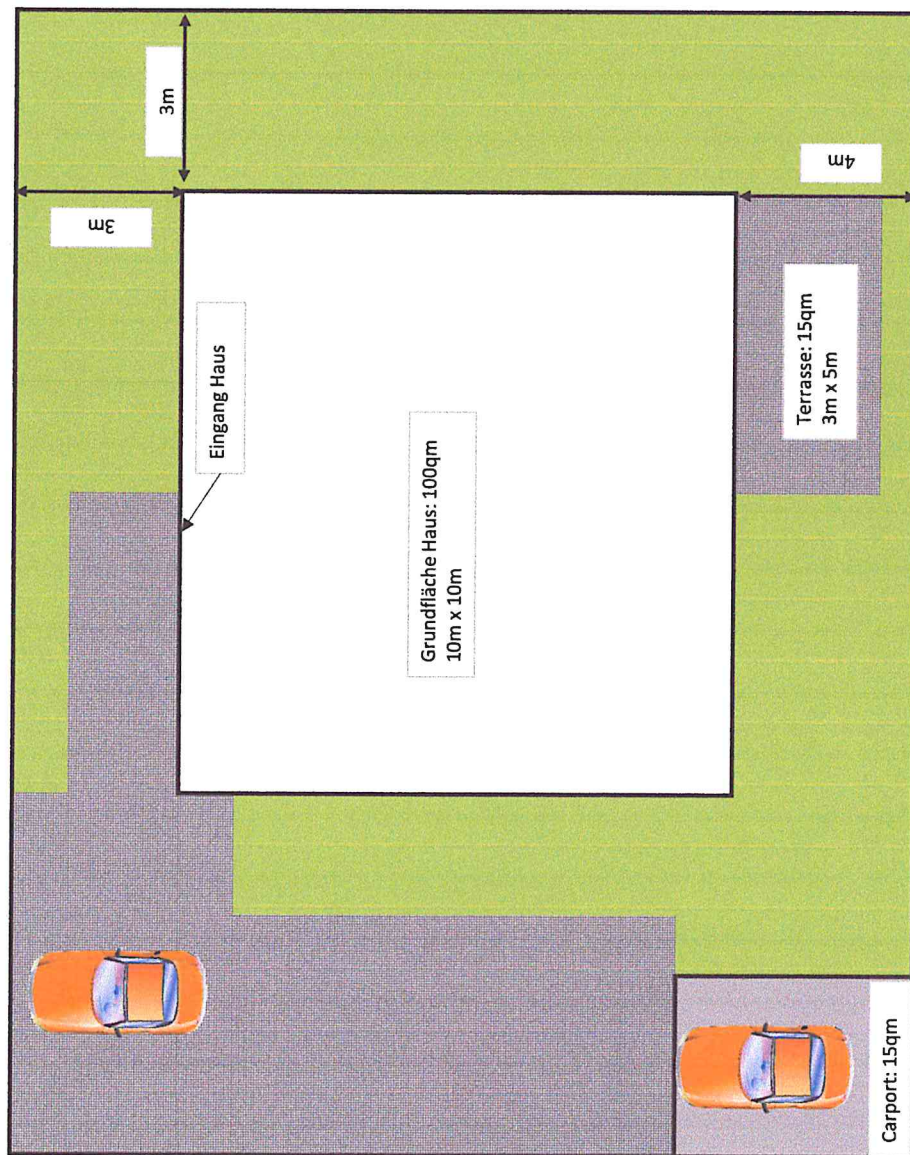 3m
3m
4m
Eingang Haus
Grundfläche Haus: 100qm
10m x 10m
Terrasse: 15qm
3m x 5m
Carport: 15qm